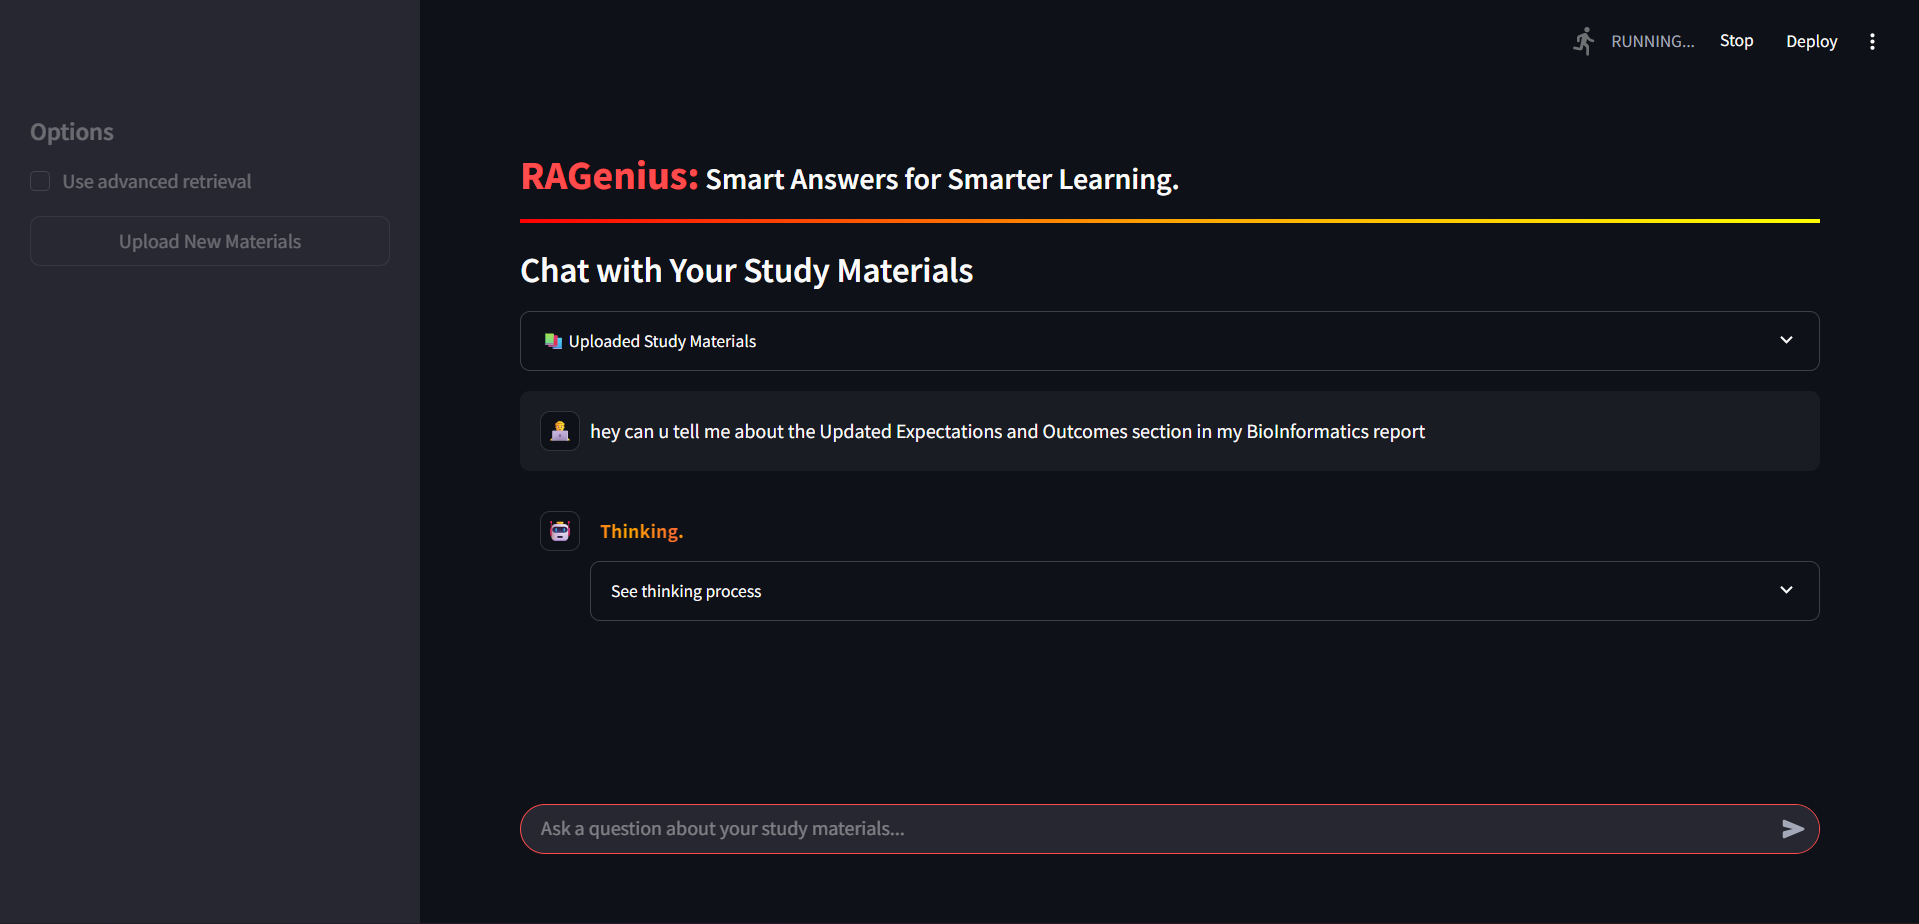 RUNNING...
Stop
Deploy
Options
Use advanced retrieval
Upload New Materials
RAGenius: Smart Answers for Smarter Learning.
Chat with Your Study Materials
Uploaded Study Materials
hey can u tell me about the Updated Expectations and Outcomes section in my BioInformatics report
Thinking.
See thinking process
Ask a question about your study materials...